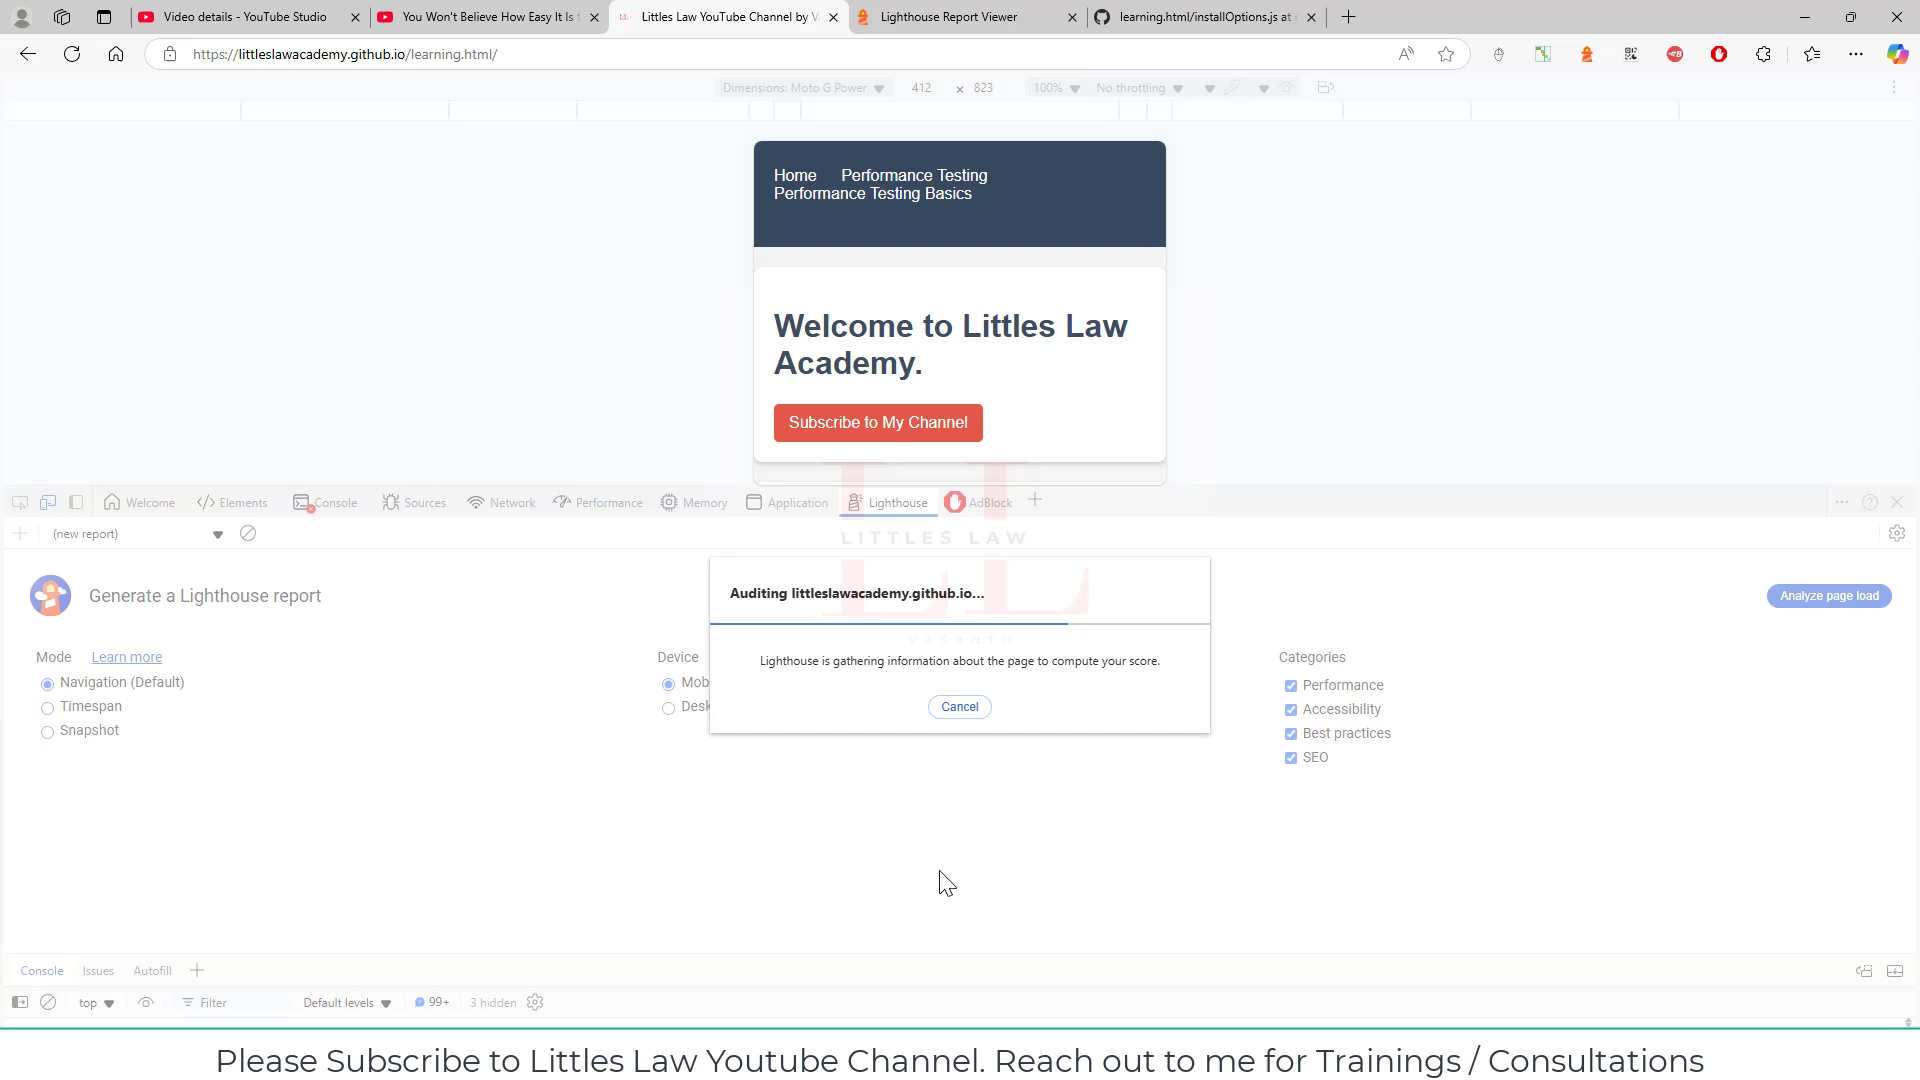 Video details - YouTube Studio
You Won't Believe How Easy It Is
Littles Law YouTube Channel by V
Lighthouse Report Viewer
learning.html/installOptions.js at
https://littleslawacademy.github.io/learning.html/
Dimensions: Moto G Power
412 × 823
100%
No throttling
Home Performance Testing
Performance Testing Basics
Welcome to Littles Law
Academy.
Subscribe to My Channel
Welcome
Elements
Console
Sources
Network
Performance
Memory
Application
Lighthouse
AdBlock
(new report)
LITTLES LAW
Generate a Lighthouse report
Analyze page load
Auditing littleslawacademy.github.io...
VASANTH
Lighthouse is gathering information about the page to compute your score.
Cancel
Mode Learn more
Navigation (Default)
Timespan
Snapshot
Device
Mob
Desk
Categories
Performance
Accessibility
Best practices
SEO
Console Issues Autofill
top
Filter
Default levels
99+
3 hidden
Please Subscribe to Littles Law Youtube Channel. Reach out to me for Trainings / Consultations